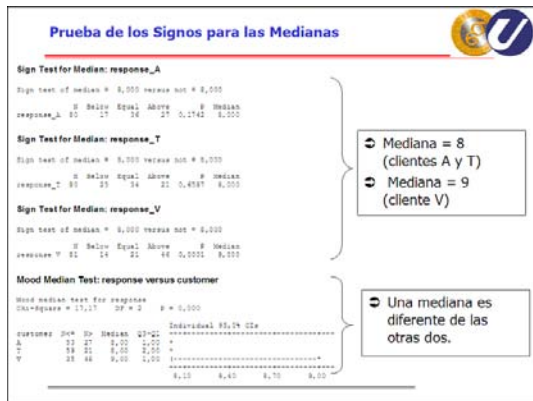 Prueba de los Signos para las Medianas
Sign Test for Median: response_A
Sign test of median = 8,000 versus not = 8,000
N Below Equal Above P Median
response_A 80 17 36 27 0,1742 8,000
Sign Test for Median: response_T
Sign test of median = 8,000 versus not = 8,000
N Below Equal Above P Median
response_T 80 25 34 21 0,6587 8,000
Sign Test for Median: response_V
Sign test of median = 8,000 versus not = 8,000
N Below Equal Above P Median
response_V 81 14 21 46 0,0001 9,000
➲ Mediana = 8
(clientes A y T)
➲ Mediana = 9
(cliente V)
Mood Median Test: response versus customer
Mood median test for response
Chi-Square = 17,17 DF = 2 P = 0,000
Individual 95,0% CIs
customer N<= N> Median Q3-Q1
A 53 27 8,00 1,00
T 59 21 8,00 2,50
V 35 46 9,00 1,00
8,10 8,40 8,70 9,00
➲ Una mediana es
diferente de las
otras dos.